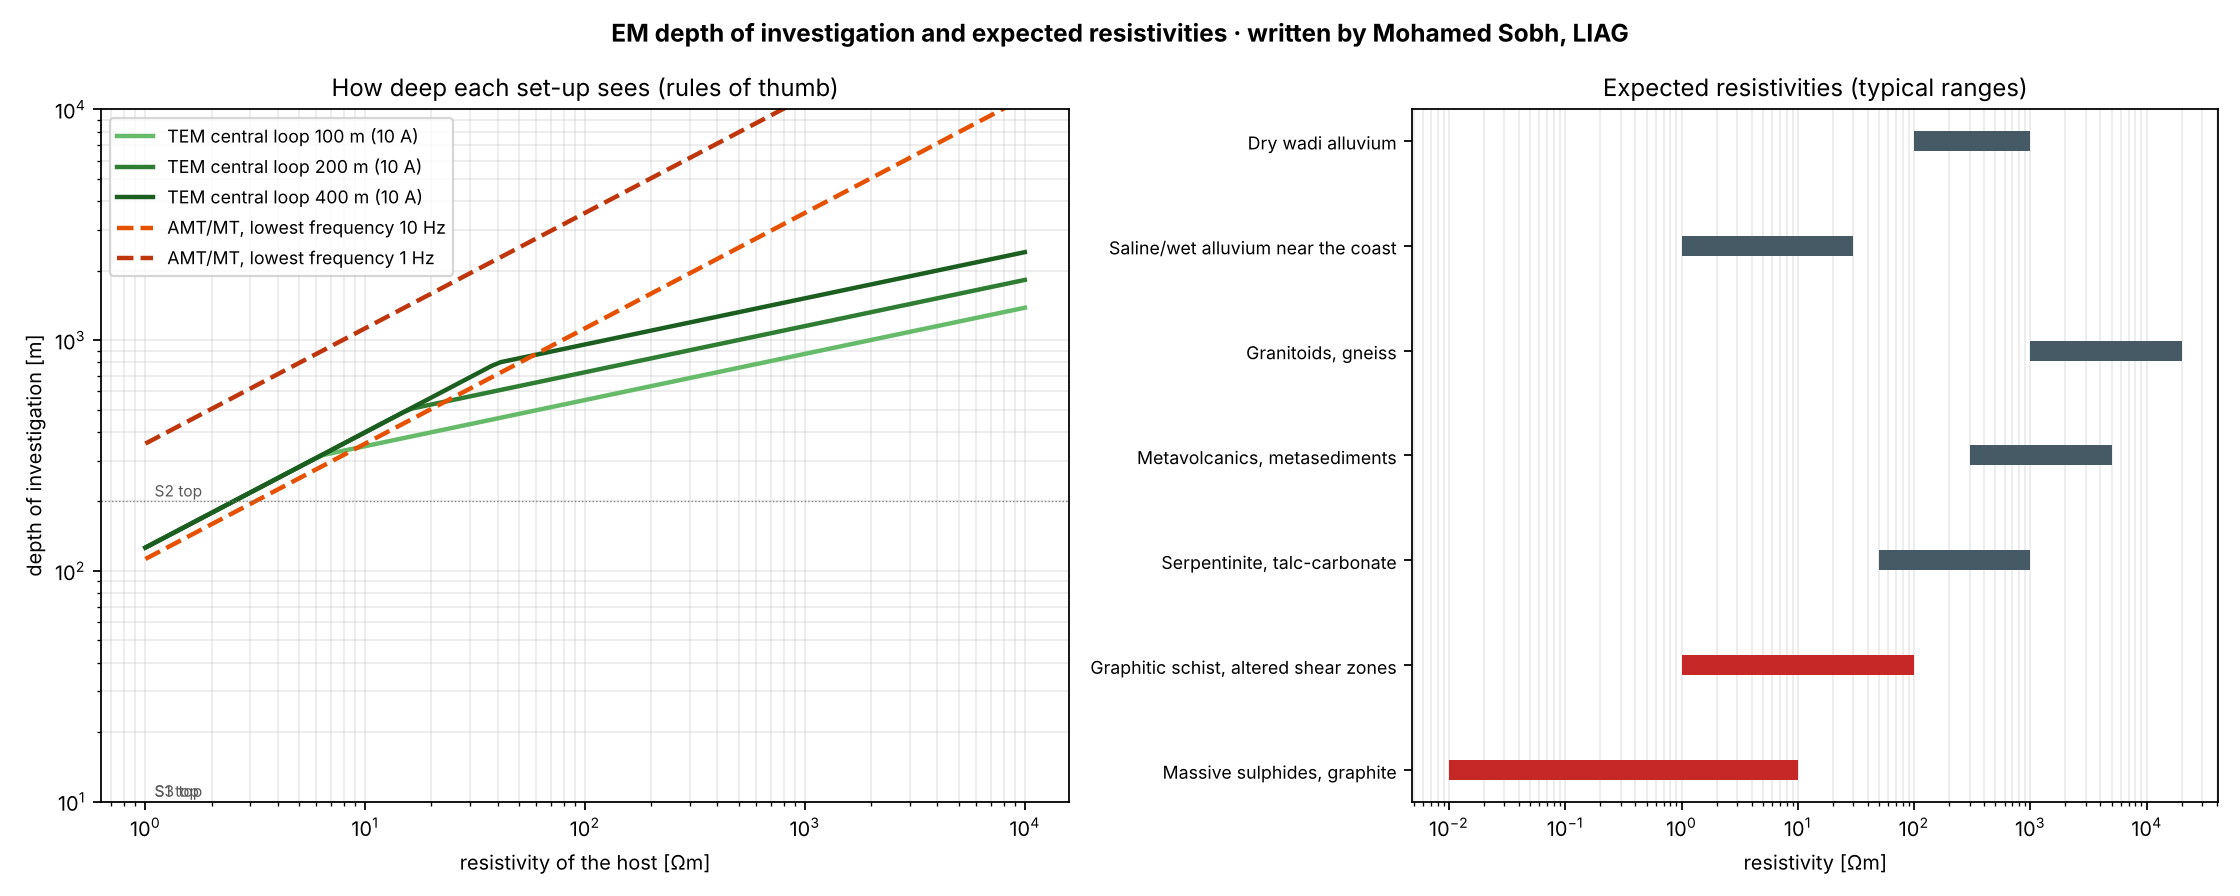 EM depth of investigation and expected resistivities · written by Mohamed Sobh, LIAG
How deep each set-up sees (rules of thumb)
TEM central loop 100 m (10 A)
TEM central loop 200 m (10 A)
TEM central loop 400 m (10 A)
AMT/MT, lowest frequency 10 Hz
AMT/MT, lowest frequency 1 Hz
depth of investigation [m]
10⁴
10³
10²
10¹
S2 top
10⁰
10¹
10²
10³
10⁴
resistivity of the host [Ωm]
Expected resistivities (typical ranges)
Dry wadi alluvium
Saline/wet alluvium near the coast
Granitoids, gneiss
Metavolcanics, metasediments
Serpentinite, talc-carbonate
Graphitic schist, altered shear zones
Massive sulphides, graphite
10⁻²
10⁻¹
10⁰
10¹
10²
10³
10⁴
resistivity [Ωm]